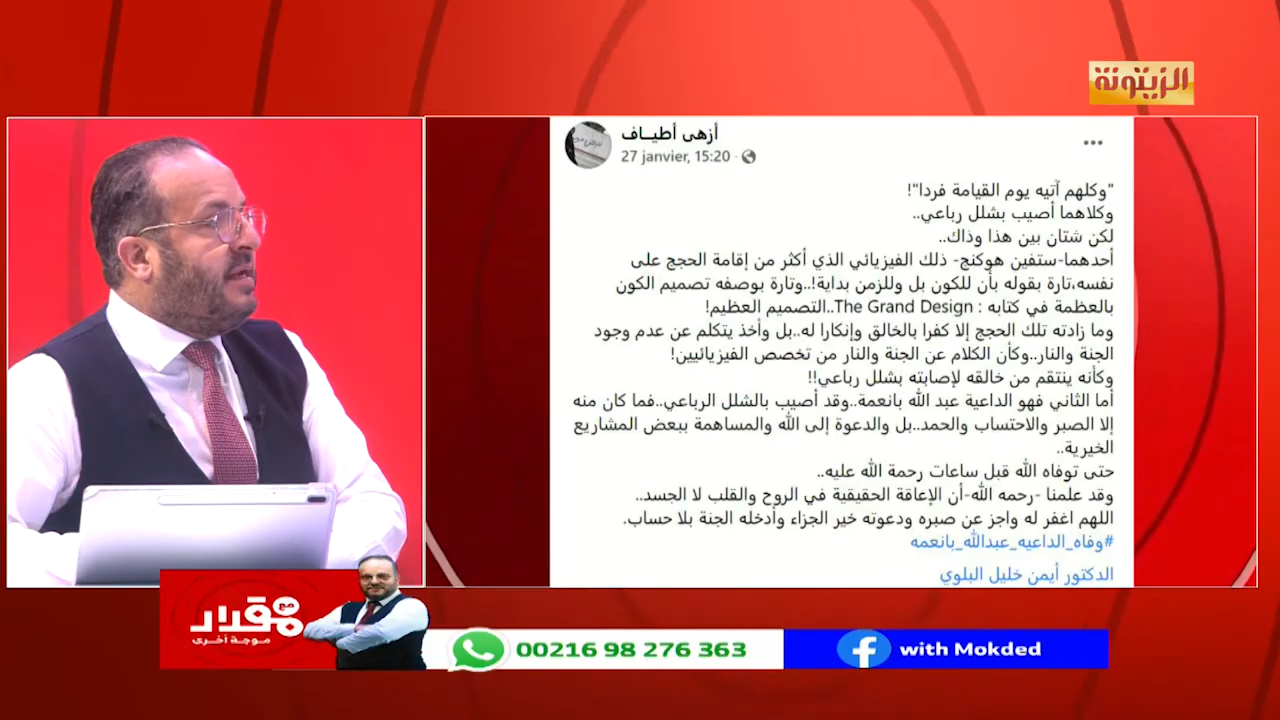 الزيتونة
أزهى أطيـاف
27 janvier, 15:20 ·
"وكلهم آتيه يوم القيامة فردا"!
وكلاهما أصيب بشلل رباعي..
لكن شتان بين هذا وذاك..
أحدهما-ستفين هوكنج- ذلك الفيزيائي الذي أكثر من إقامة الحجج على
نفسه،تارة بقوله بأن للكون بل وللزمن بداية!..وتارة بوصفه تصميم الكون
بالعظمة في كتابه : The Grand Design..التصميم العظيم!
وما زادته تلك الحجج إلا كفرا بالخالق وإنكارا له..بل وأخذ يتكلم عن عدم وجود
الجنة والنار..وكأن الكلام عن الجنة والنار من تخصص الفيزيائيين!
وكأنه ينتقم من خالقه لإصابته بشلل رباعي!!
أما الثاني فهو الداعية عبد الله بانعمة..وقد أصيب بالشلل الرباعي..فما كان منه
إلا الصبر والاحتساب والحمد..بل والدعوة إلى الله والمساهمة ببعض المشاريع
الخيرية..
حتى توفاه الله قبل ساعات رحمة الله عليه..
وقد علمنا -رحمه الله-أن الإعاقة الحقيقية في الروح والقلب لا الجسد..
اللهم اغفر له واجز عن صبره ودعوته خير الجزاء وأدخله الجنة بلا حساب.
#وفاه_الداعيه_عبدالله_بانعمه
الدكتور أيمن خليل البلوي
مع مقداد
موجة أخرى
00216 98 276 363
with Mokded